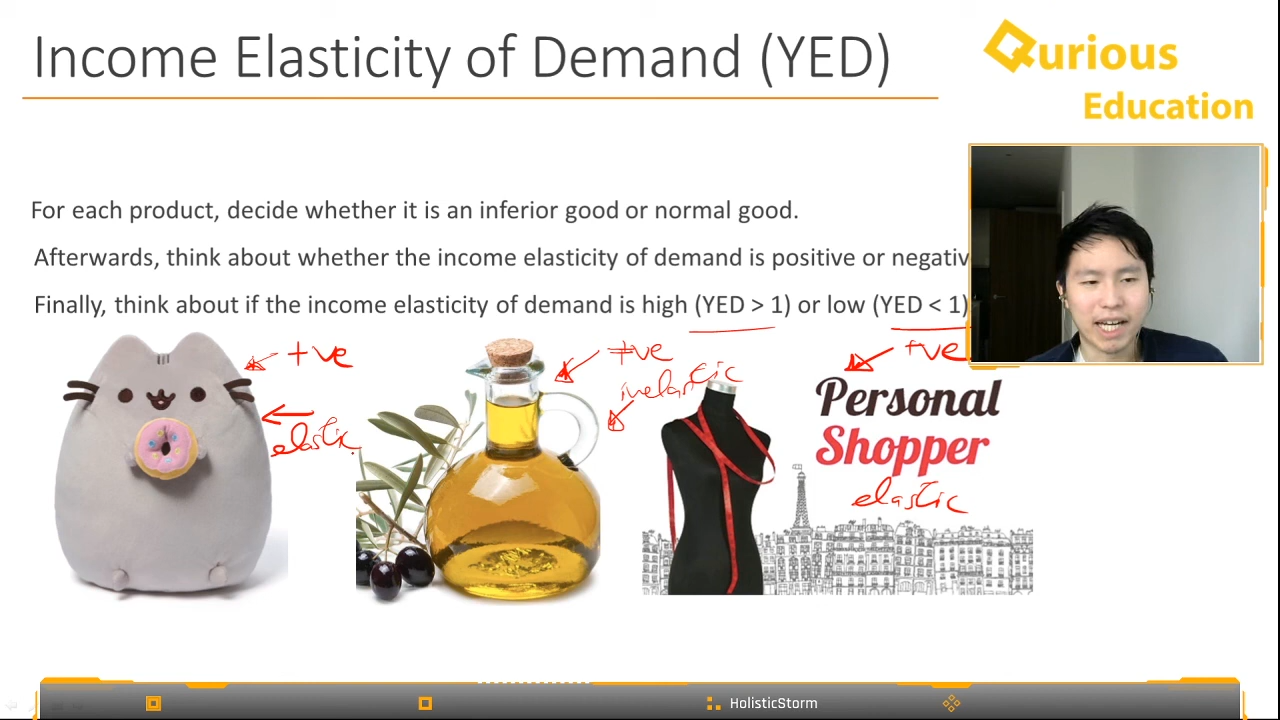 Income Elasticity of Demand (YED)
Qurious
Education
For each product, decide whether it is an inferior good or normal good.
Afterwards, think about whether the income elasticity of demand is positive or negativ
Finally, think about if the income elasticity of demand is high (YED > 1) or low (YED < 1)
+ve
elastic.
+ve
inelastic
+ve
Personal
Shopper
elastic
HolisticStorm